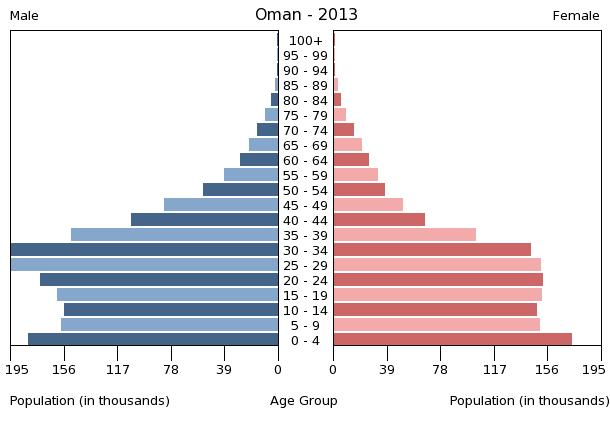 Male Oman - 2013 Female
100+
95 - 99
90 - 94
85 - 89
80 - 84
75 - 79
70 - 74
65 - 69
60 - 64
55 - 59
50 - 54
45 - 49
40 - 44
35 - 39
30 - 34
25 - 29
20 - 24
15 - 19
10 - 14
5 - 9
0 - 4
195 156 117 78 39 0 0 39 78 117 156 195
Population (in thousands) Age Group Population (in thousands)